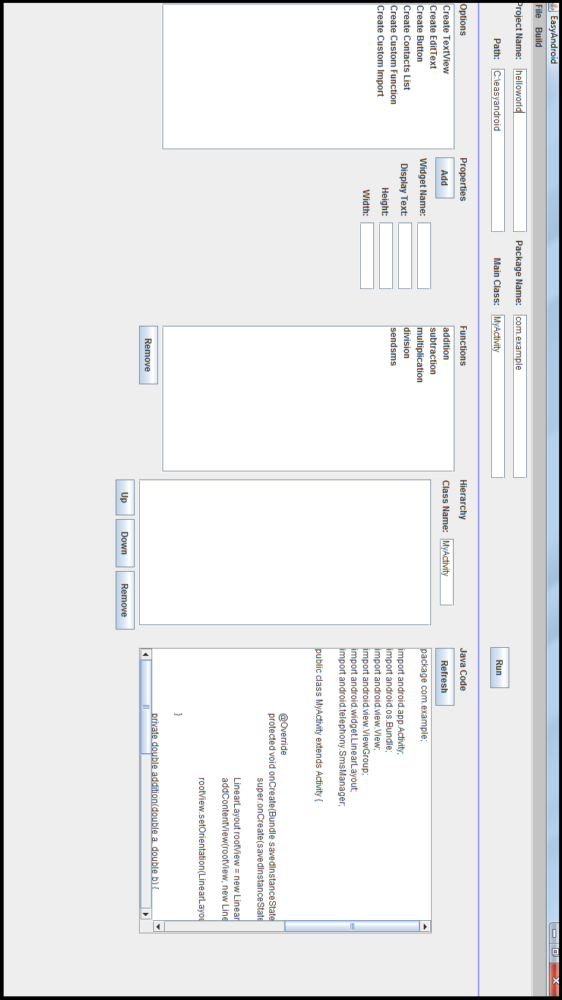 EasyAndroid
File Build
Project Name: helloworld Package Name: com.example
Path: C:\easyandroid Main Class: MyActivity Run
Options
Create TextView
Create EditText
Create Button
Create Contacts List
Create Custom Function
Create Custom Import
Properties
Add
Widget Name:
Display Text:
Height:
Width:
Functions
addition
subtraction
multiplication
division
sendsms
Remove
Hierarchy
Class Name: MyActivity
Up Down Remove
Java Code
Refresh
package com.example;
import android.app.Activity;
import android.os.Bundle;
import android.view.View;
import android.view.ViewGroup;
import android.widget.LinearLayout;
import android.telephony.SmsManager;
public class MyActivity extends Activity {
@Override
protected void onCreate(Bundle savedInstanceState
super.onCreate(savedInstanceState
LinearLayout rootView = new Linear
addContentView(rootView, new Line
rootView.setOrientation(LinearLayou
}
private double addition(double a, double b) {